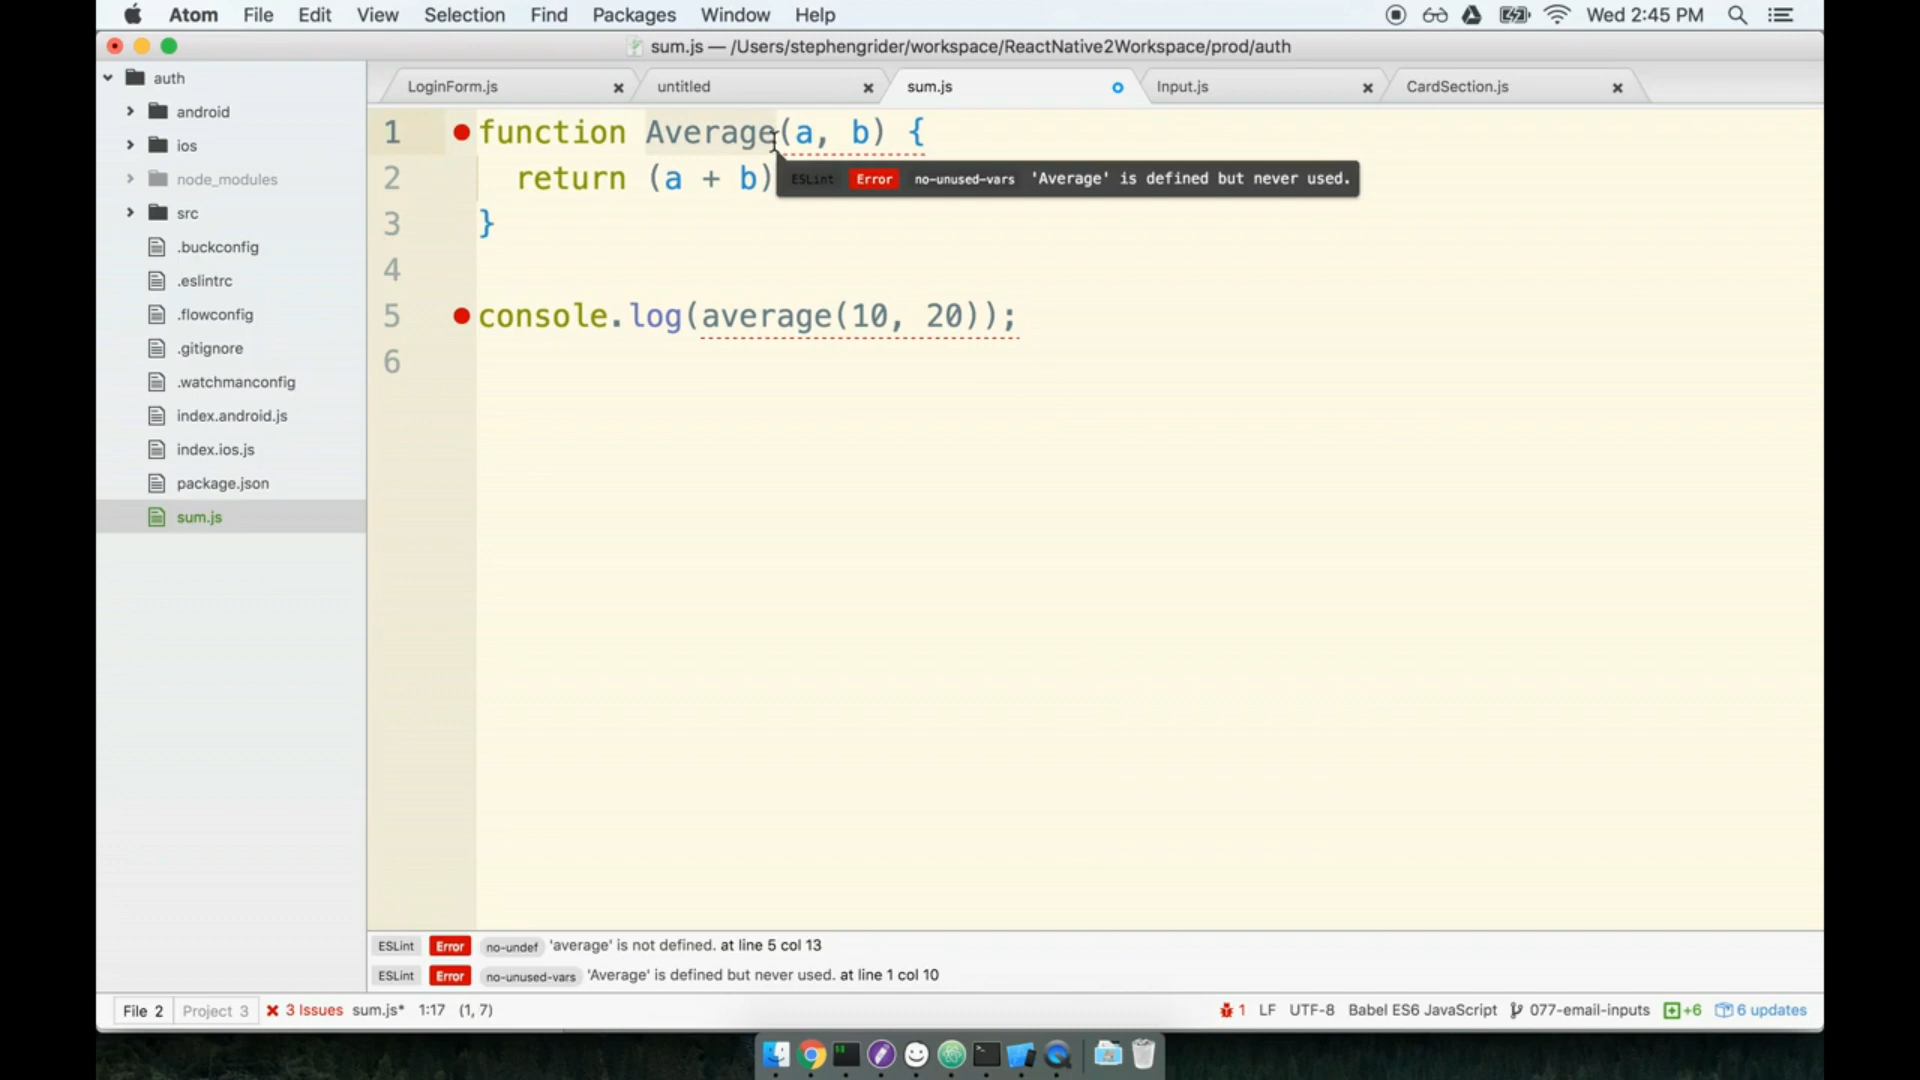 Atom File Edit View Selection Find Packages Window Help Wed 2:45 PM
sum.js — /Users/stephengrider/workspace/ReactNative2Workspace/prod/auth
auth
android
ios
node_modules
src
.buckconfig
.eslintrc
.flowconfig
.gitignore
.watchmanconfig
index.android.js
index.ios.js
package.json
sum.js
LoginForm.js untitled sum.js Input.js CardSection.js
1 function Average(a, b) {
2 return (a + b)
ESLint Error no-unused-vars 'Average' is defined but never used.
3 }
4
5 console.log(average(10, 20));
6
ESLint Error no-undef 'average' is not defined. at line 5 col 13
ESLint Error no-unused-vars 'Average' is defined but never used. at line 1 col 10
File 2 Project 3 3 Issues sum.js* 1:17 (1, 7) 1 LF UTF-8 Babel ES6 JavaScript 077-email-inputs +6 6 updates